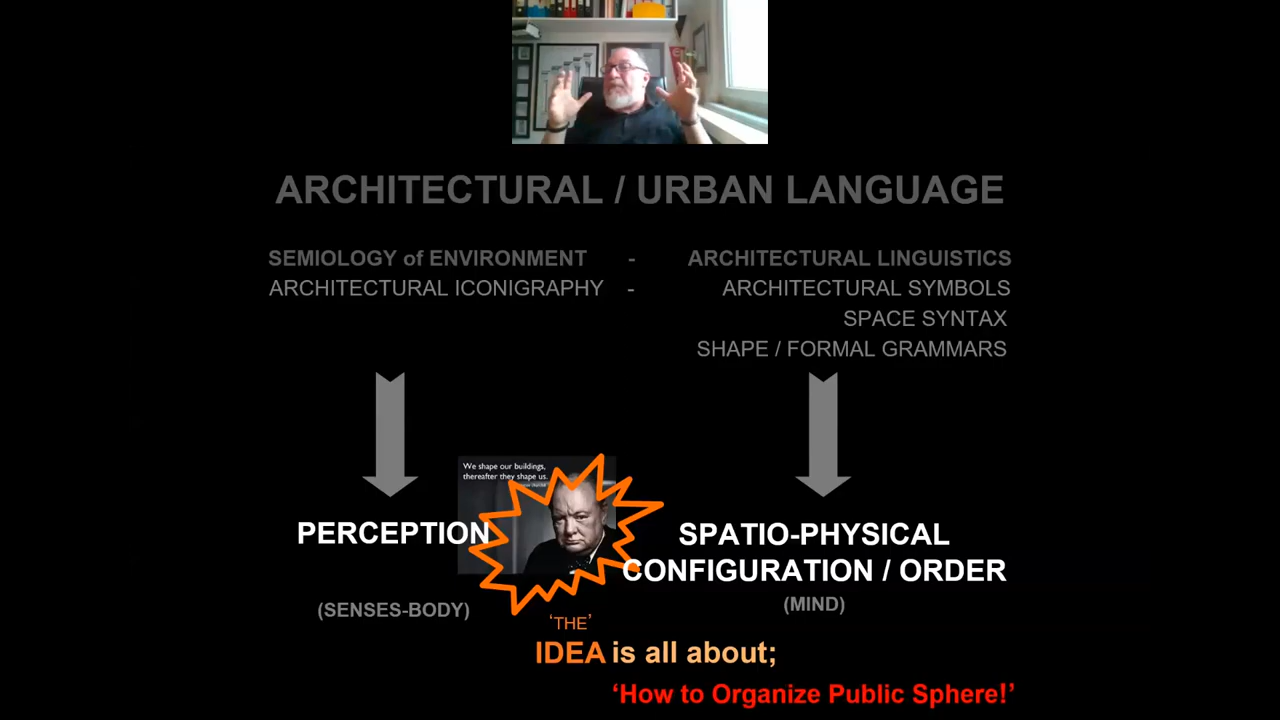 ARCHITECTURAL / URBAN LANGUAGE
SEMIOLOGY of ENVIRONMENT - ARCHITECTURAL LINGUISTICS
ARCHITECTURAL ICONIGRAPHY - ARCHITECTURAL SYMBOLS
SPACE SYNTAX
SHAPE / FORMAL GRAMMARS
We shape our buildings,
thereafter they shape us.
PERCEPTION
SPATIO-PHYSICAL
CONFIGURATION / ORDER
(SENSES-BODY)
(MIND)
‘THE’
IDEA is all about;
‘How to Organize Public Sphere!’